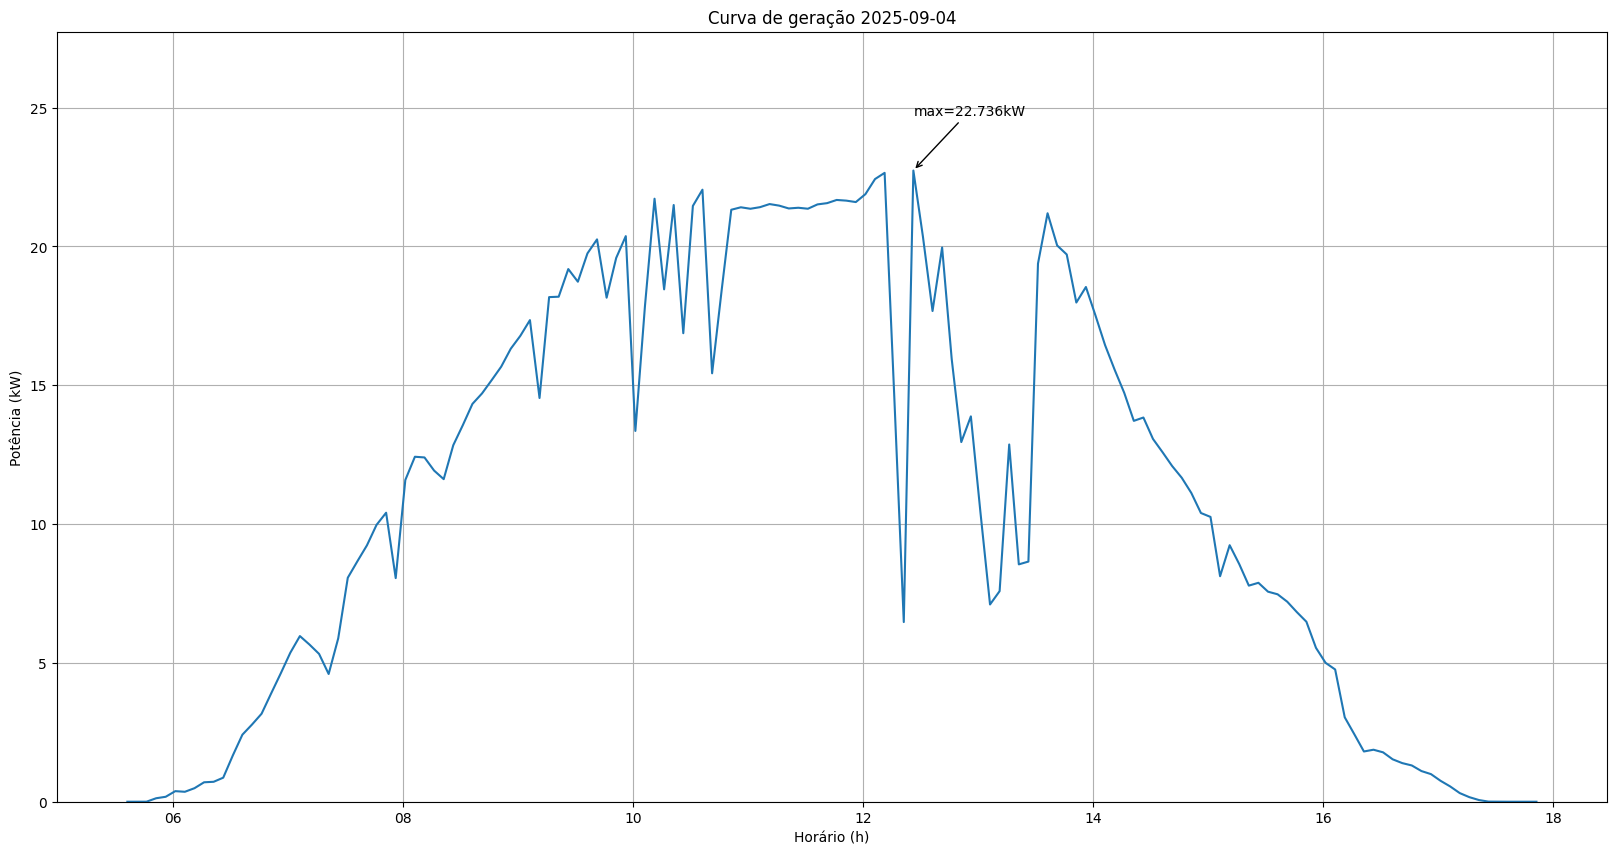 Curva de geração 2025-09-04
max=22.736kW
Potência (kW)
25
20
15
10
5
0
06 08 10 12 14 16 18
Horário (h)